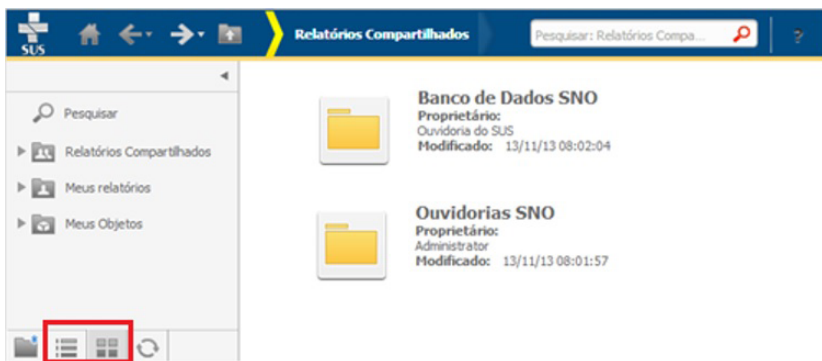 SUS
Relatórios Compartilhados
Pesquisar: Relatórios Compa...
?
Pesquisar
Relatórios Compartilhados
Meus relatórios
Meus Objetos
Banco de Dados SNO
Proprietário:
Ouvidoria do SUS
Modificado: 13/11/13 08:02:04
Ouvidorias SNO
Proprietário:
Administrator
Modificado: 13/11/13 08:01:57